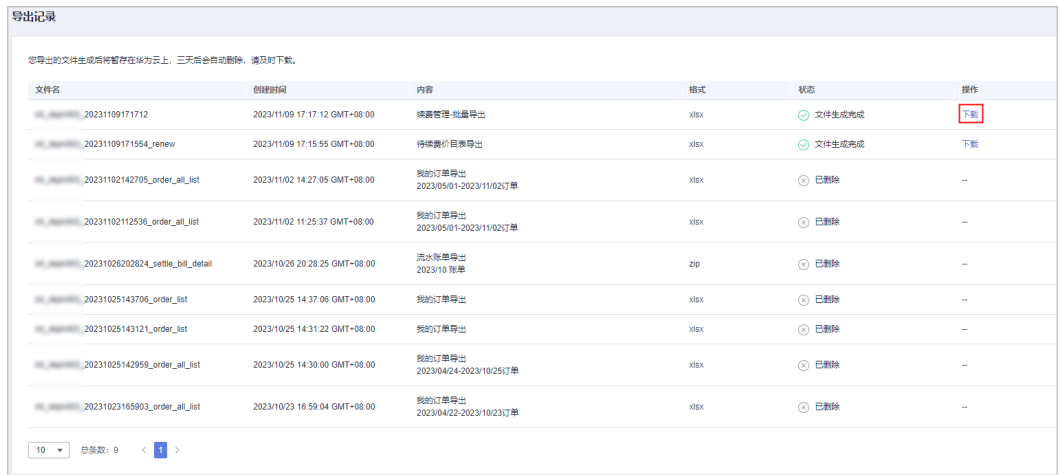 导出记录
您导出的文件生成后将暂存在华为云上，三天后会自动删除，请及时下载。
文件名 创建时间 内容 格式 状态 操作
_20231109171712 2023/11/09 17:17:12 GMT+08:00 续费管理-批量导出 xlsx 文件生成完成 下载
_20231109171554_renew 2023/11/09 17:15:55 GMT+08:00 待续费价目表导出 xlsx 文件生成完成 下载
_20231102142705_order_all_list 2023/11/02 14:27:05 GMT+08:00 我的订单导出 xlsx 已删除 --
2023/05/01-2023/11/02订单
_20231102112536_order_all_list 2023/11/02 11:25:37 GMT+08:00 我的订单导出 xlsx 已删除 --
2023/05/01-2023/11/02订单
_20231026202824_settle_bill_detail 2023/10/26 20:28:25 GMT+08:00 流水账单导出 zip 已删除 --
2023/10 账单
_20231025143706_order_list 2023/10/25 14:37:06 GMT+08:00 我的订单导出 xlsx 已删除 --
_20231025143121_order_list 2023/10/25 14:31:22 GMT+08:00 我的订单导出 xlsx 已删除 --
_20231025142959_order_all_list 2023/10/25 14:30:00 GMT+08:00 我的订单导出 xlsx 已删除 --
2023/04/24-2023/10/25订单
_20231023165903_order_all_list 2023/10/23 16:59:04 GMT+08:00 我的订单导出 xlsx 已删除 --
2023/04/22-2023/10/23订单
10 总条数：9 < 1 >